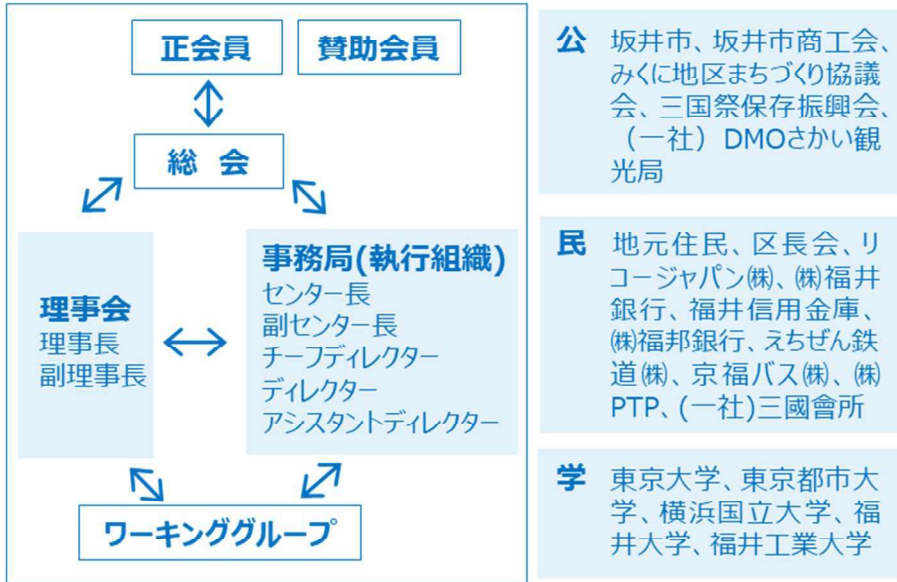 正会員
賛助会員
総 会
理事会
理事長
副理事長
事務局(執行組織)
センター長
副センター長
チーフディレクター
ディレクター
アシスタントディレクター
ワーキンググループ
公
坂井市、坂井市商工会、
みくに地区まちづくり協議
会、三国祭保存振興会、
(一社) DMOさかい観
光局
民
地元住民、区長会、リ
コージャパン㈱、㈱福井
銀行、福井信用金庫、
㈱福邦銀行、えちぜん鉄
道㈱、京福バス㈱、㈱
PTP、(一社)三國會所
学
東京大学、東京都市大
学、横浜国立大学、福
井大学、福井工業大学